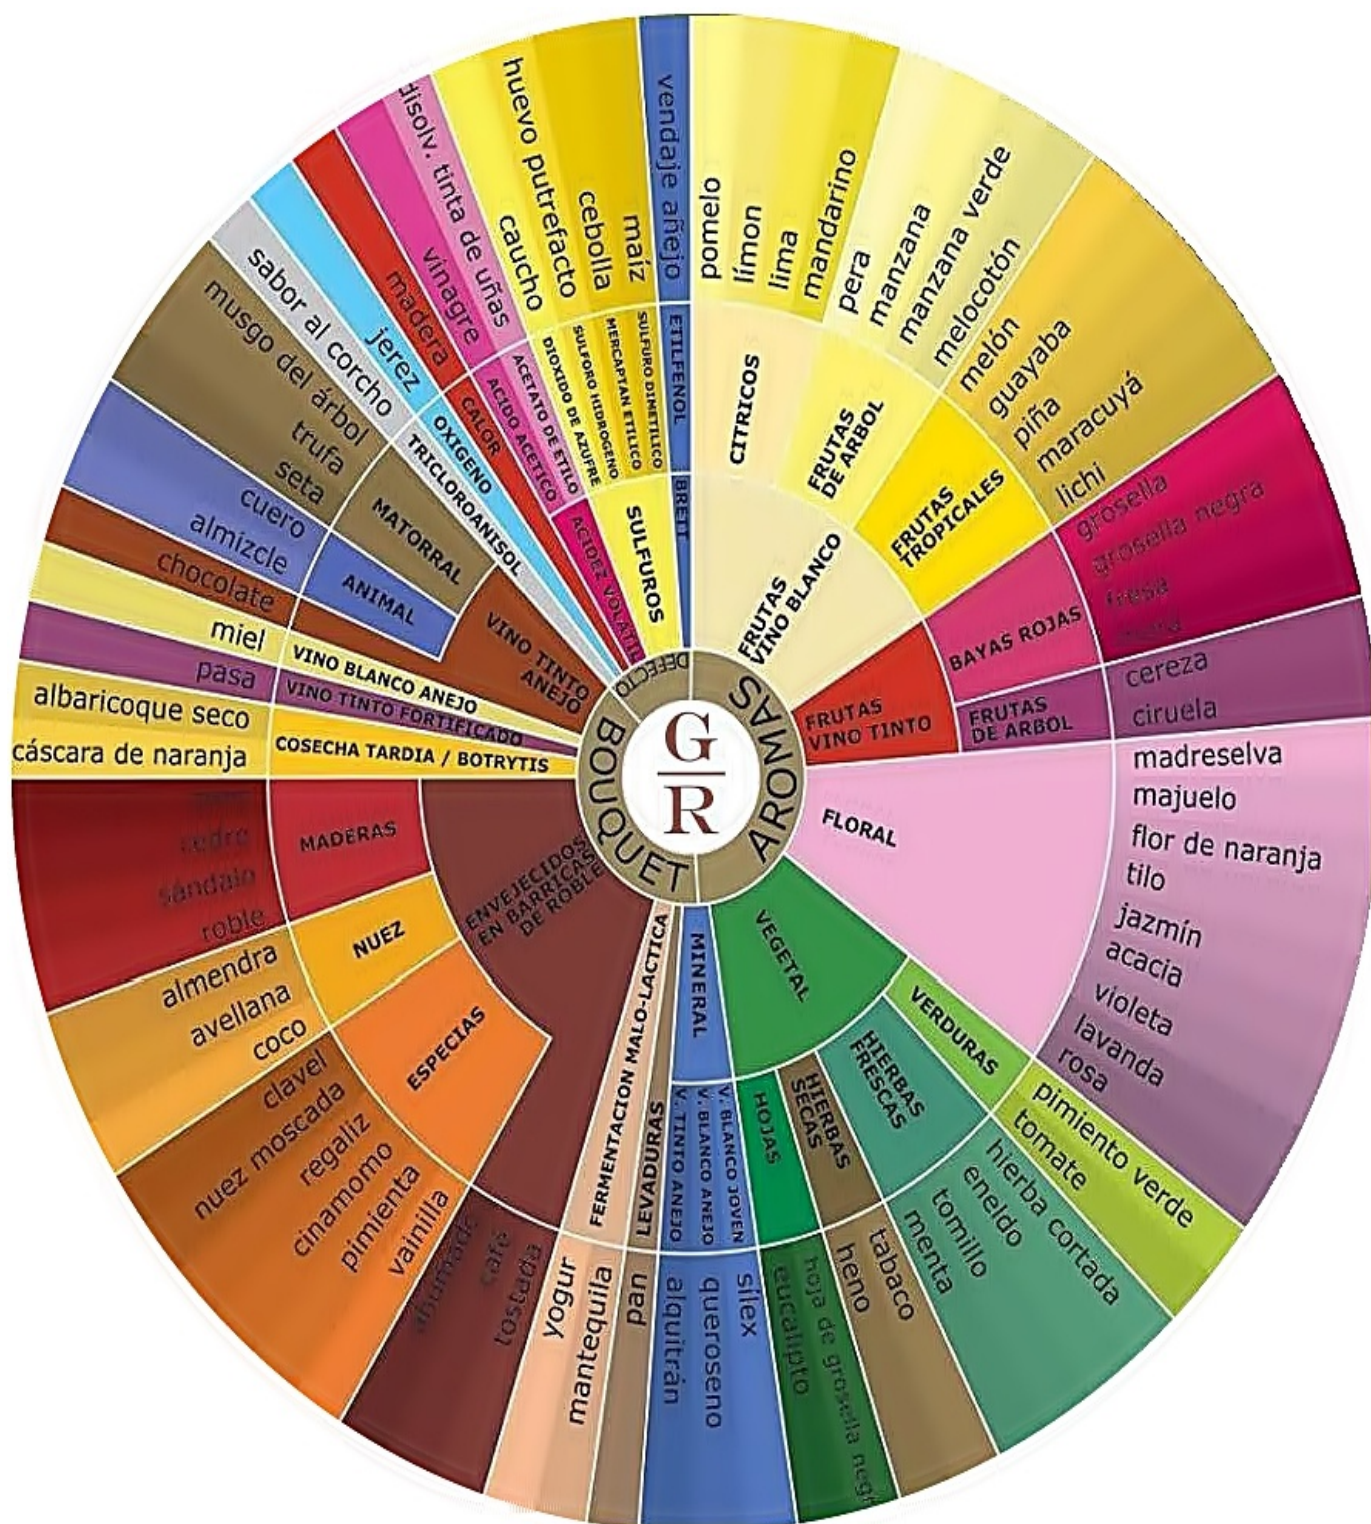 G
R
AROMAS
BOUQUET
DEFECTO
FRUTAS
VINO BLANCO
CITRICOS
pomelo
límon
lima
mandarino
FRUTAS
DE ARBOL
pera
manzana
manzana verde
melocotón
FRUTAS
TROPICALES
melón
guayaba
piña
maracuyá
lichi
FRUTAS
VINO TINTO
BAYAS ROJAS
grosella
grosella negra
fresa
FRUTAS
DE ARBOL
cereza
ciruela
FLORAL
madreselva
majuelo
flor de naranja
tilo
jazmín
acacia
violeta
lavanda
rosa
VEGETAL
VERDURAS
pimiento verde
tomate
HIERBAS
FRESCAS
hierba cortada
eneldo
tomillo
menta
HIERBAS
SECAS
tabaco
heno
HOJAS
hoja de grosella negr
eucalipto
MINERAL
V. BLANCO JOVEN
V. BLANCO ANEJO
V. TINTO ANEJO
sílex
queroseno
alquitrán
LEVADURAS
pan
FERMENTACION MALO-LACTICA
mantequila
yogur
ENVEJECIDOS
EN BARRICAS
DE ROBLE
tostada
café
ahumado
ESPECIAS
vainilla
pimienta
cinamomo
regaliz
nuez moscada
clavel
NUEZ
coco
avellana
almendra
MADERAS
roble
sándalo
cedro
COSECHA TARDIA / BOTRYTIS
cáscara de naranja
albaricoque seco
VINO TINTO FORTIFICADO
pasa
VINO BLANCO ANEJO
miel
VINO TINTO
ANEJO
chocolate
ANIMAL
almizcle
cuero
MATORRAL
seta
trufa
musgo del árbol
TRICLOROANISOL
sabor al corcho
OXIGENO
jerez
CALOR
madera
ACIDEZ VOLATIL
ACIDO ACETICO
vinagre
ACETATO DE ETILO
disolv. tinta de uñas
SULFUROS
DIOXIDO DE AZUFRE
caucho
SULFORO HIDROGENO
huevo putrefacto
MERCAPTAN ETILICO
cebolla
SULFURO DIMETILICO
maíz
BRETT
ETILFENOL
vendaje añejo